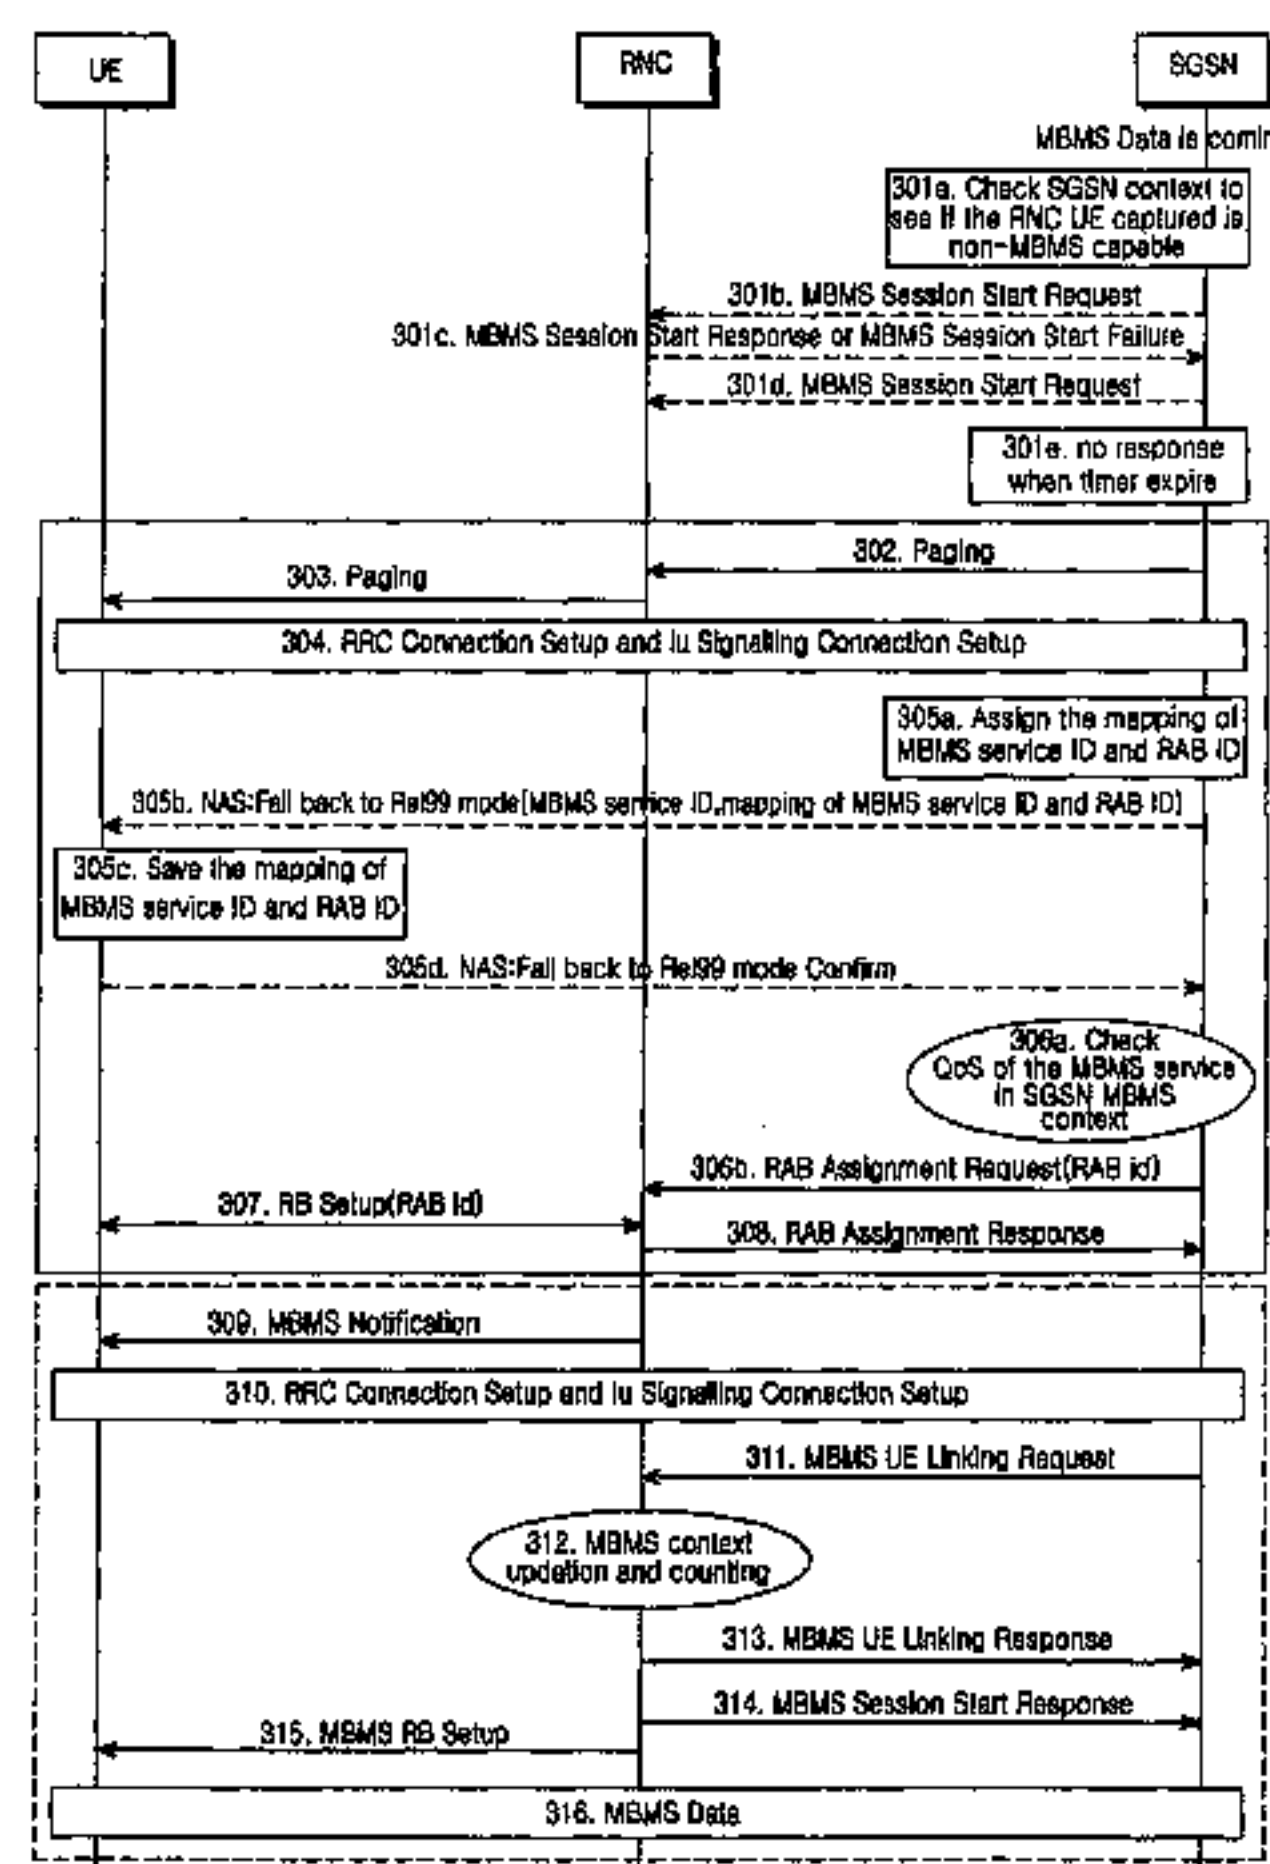 UE
RNC
SGSN
MBMS Data is comin
301a. Check SGSN context to
see if the RNC UE captured is
non-MBMS capable
301b. MBMS Session Start Request
301c. MBMS Session Start Response or MBMS Session Start Failure
301d. MBMS Session Start Request
301e. no response
when timer expire
302. Paging
303. Paging
304. RRC Connection Setup and Iu Signalling Connection Setup
305a. Assign the mapping of
MBMS service ID and RAB ID
305b. NAS:Fall back to Rel99 mode[MBMS service ID,mapping of MBMS service ID and RAB ID]
305c. Save the mapping of
MBMS service ID and RAB ID
305d. NAS:Fall back to Rel99 mode Confirm
306a. Check
QoS of the MBMS service
in SGSN MBMS
context
306b. RAB Assignment Request(RAB id)
307. RB Setup(RAB id)
308. RAB Assignment Response
309. MBMS Notification
310. RRC Connection Setup and Iu Signalling Connection Setup
311. MBMS UE Linking Request
312. MBMS context
updation and counting
313. MBMS UE Linking Response
314. MBMS Session Start Response
315. MBMS RB Setup
316. MBMS Data